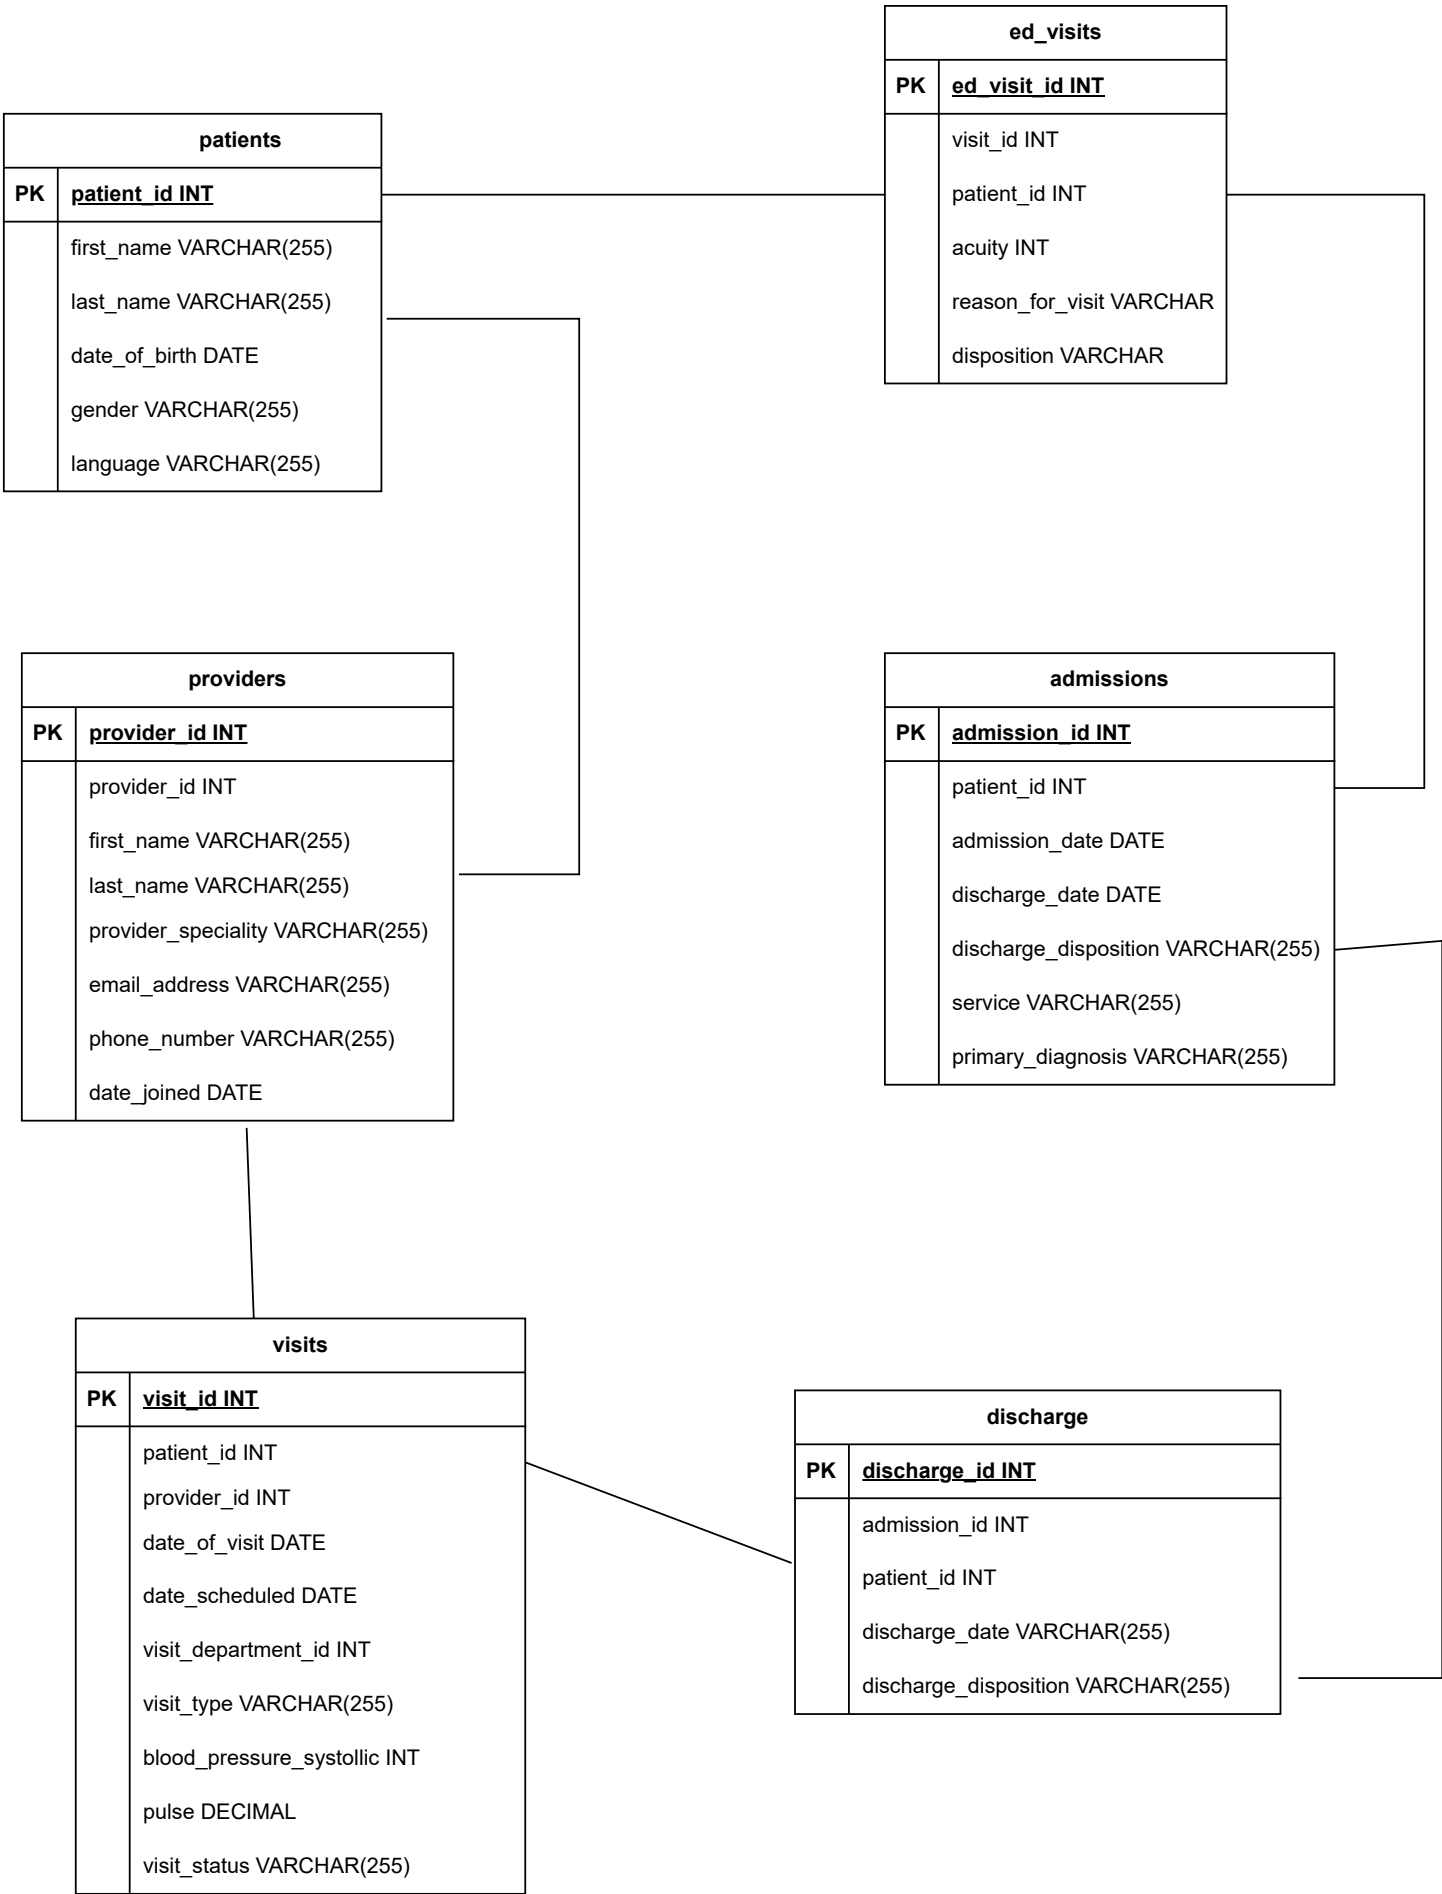 ed_visits
PK ed_visit_id INT
visit_id INT
patient_id INT
acuity INT
reason_for_visit VARCHAR
disposition VARCHAR
patients
PK patient_id INT
first_name VARCHAR(255)
last_name VARCHAR(255)
date_of_birth DATE
gender VARCHAR(255)
language VARCHAR(255)
providers
PK provider_id INT
provider_id INT
first_name VARCHAR(255)
last_name VARCHAR(255)
provider_speciality VARCHAR(255)
email_address VARCHAR(255)
phone_number VARCHAR(255)
date_joined DATE
admissions
PK admission_id INT
patient_id INT
admission_date DATE
discharge_date DATE
discharge_disposition VARCHAR(255)
service VARCHAR(255)
primary_diagnosis VARCHAR(255)
visits
PK visit_id INT
patient_id INT
provider_id INT
date_of_visit DATE
date_scheduled DATE
visit_department_id INT
visit_type VARCHAR(255)
blood_pressure_systollic INT
pulse DECIMAL
visit_status VARCHAR(255)
discharge
PK discharge_id INT
admission_id INT
patient_id INT
discharge_date VARCHAR(255)
discharge_disposition VARCHAR(255)